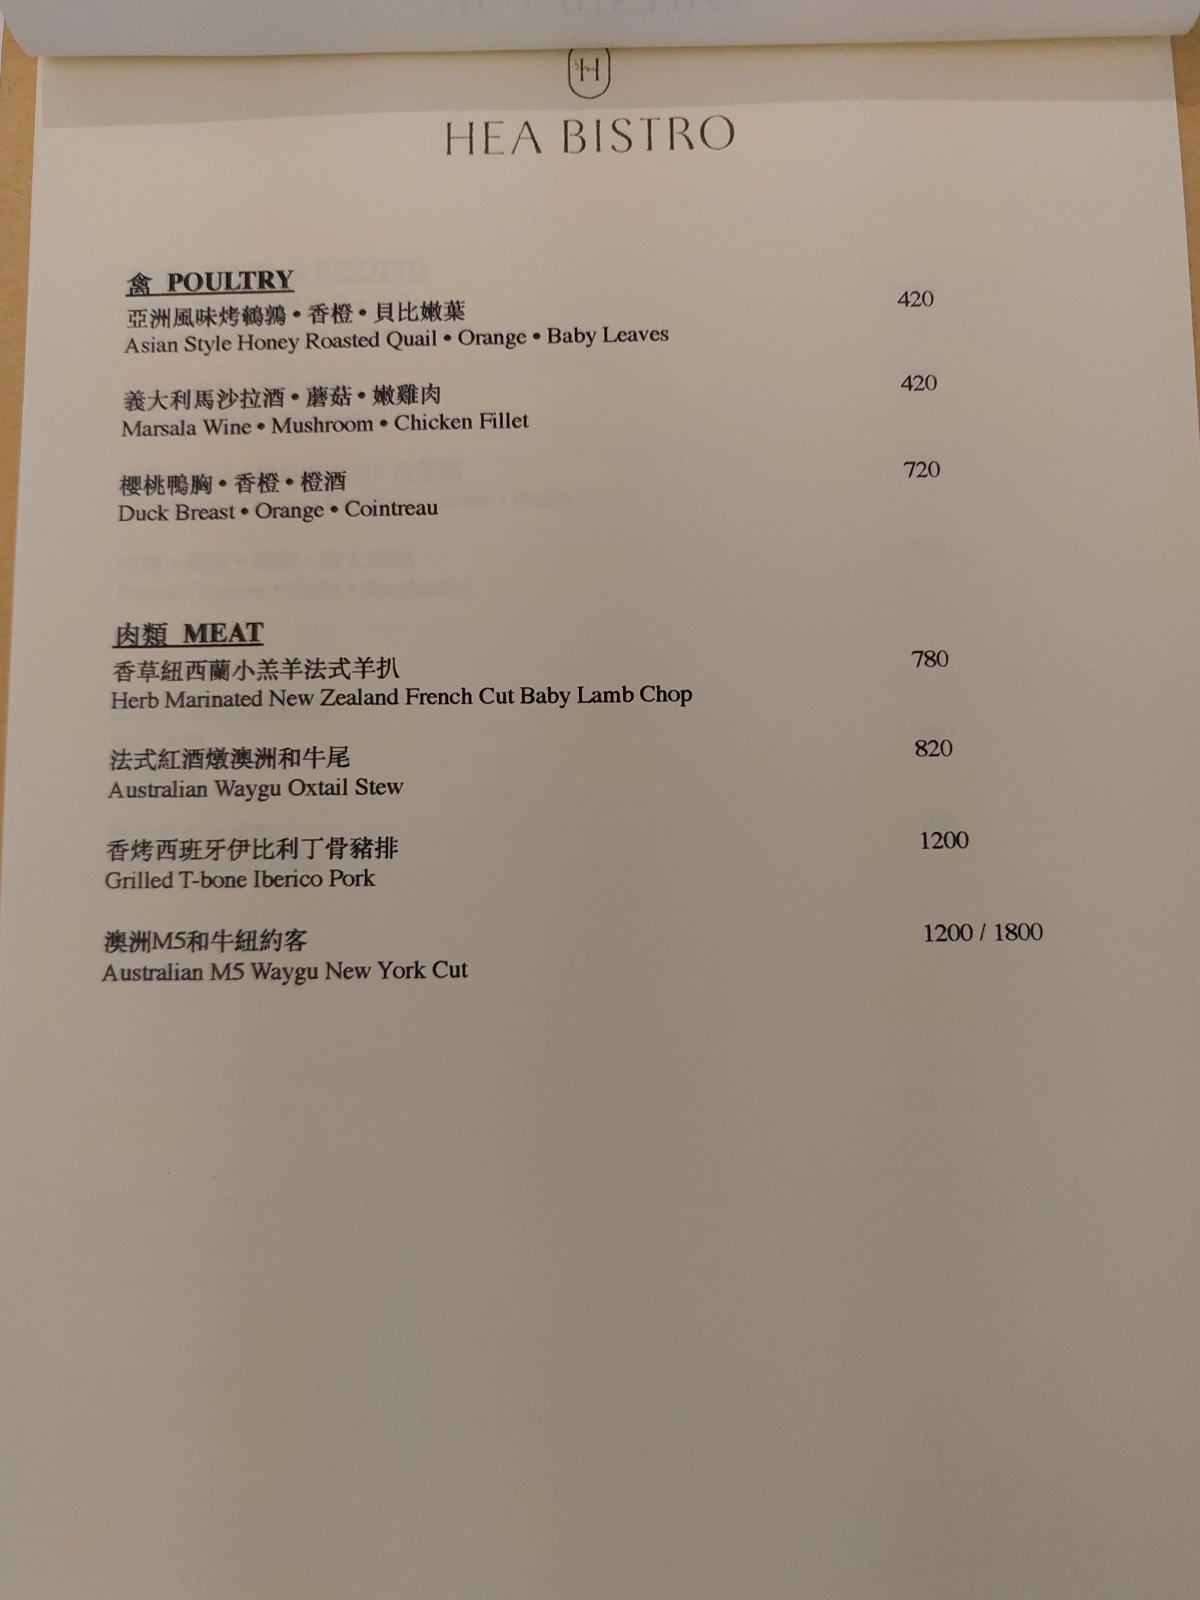 H
HEA BISTRO
禽 POULTRY
亞洲風味烤鵪鶉•香橙•貝比嫩葉 420
Asian Style Honey Roasted Quail • Orange • Baby Leaves
義大利馬沙拉酒•蘑菇•嫩雞肉 420
Marsala Wine • Mushroom • Chicken Fillet
櫻桃鴨胸•香橙•橙酒 720
Duck Breast • Orange • Cointreau
肉類 MEAT
香草紐西蘭小羔羊法式羊扒 780
Herb Marinated New Zealand French Cut Baby Lamb Chop
法式紅酒燉澳洲和牛尾 820
Australian Waygu Oxtail Stew
香烤西班牙伊比利丁骨豬排 1200
Grilled T-bone Iberico Pork
澳洲M5和牛紐約客 1200 / 1800
Australian M5 Waygu New York Cut